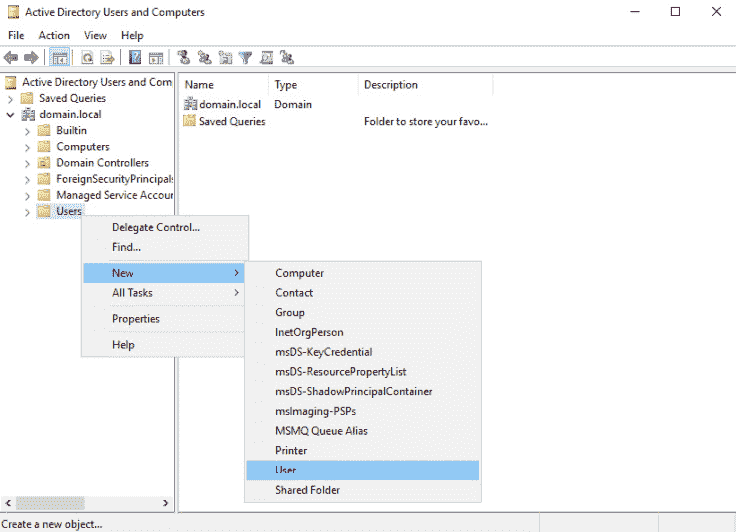 Active Directory Users and Computers
File Action View Help
Active Directory Users and Com
Saved Queries
domain.local
Builtin
Computers
Domain Controllers
ForeignSecurityPrincipals
Managed Service Accour
Users
Name Type Description
domain.local Domain
Saved Queries Folder to store your favo...
Delegate Control...
Find...
New
All Tasks
Properties
Help
Computer
Contact
Group
InetOrgPerson
msDS-KeyCredential
msDS-ResourcePropertyList
msDS-ShadowPrincipalContainer
msImaging-PSPs
MSMQ Queue Alias
Printer
User
Shared Folder
Create a new object...